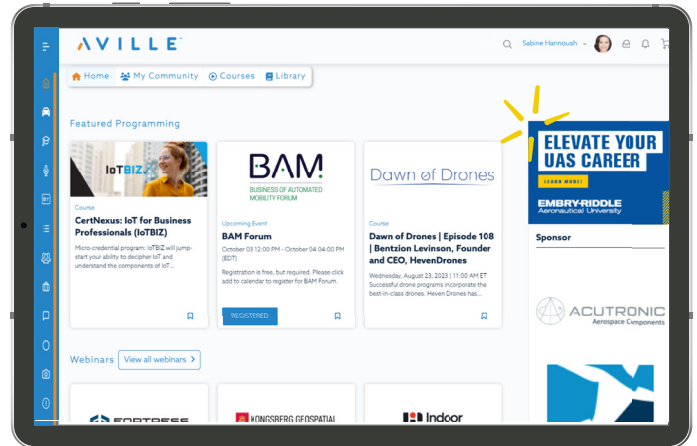 AVILLE
Sabine Hannoush
Home My Community Courses Library
Featured Programming
IoTBIZ
Course
CertNexus: IoT for Business
Professionals (IoTBIZ)
Micro-credential program: IoTBIZ will jump-
start your ability to decipher IoT and
understand the components of IoT...
BAM
BUSINESS OF AUTOMATED
MOBILITY FORUM
Upcoming Event
BAM Forum
October 03 12:00 PM - October 04 04:00 PM
(EDT)
Registration is free, but required. Please click
add to calendar to register for BAM Forum.
REGISTERED
Dawn of Drones
Course
Dawn of Drones | Episode 108
| Bentzion Levinson, Founder
and CEO, HevenDrones
Wednesday, August 23, 2023 | 11:00 AM ET
Successful drone programs incorporate the
best-in-class drones. Heven Drones has...
ELEVATE YOUR
UAS CAREER
LEARN MORE!
EMBRY-RIDDLE
Aeronautical University
Sponsor
ACUTRONIC
Aerospace Components
Webinars View all webinars
FORTRESS
KONGSBERG GEOSPATIAL
Indoor